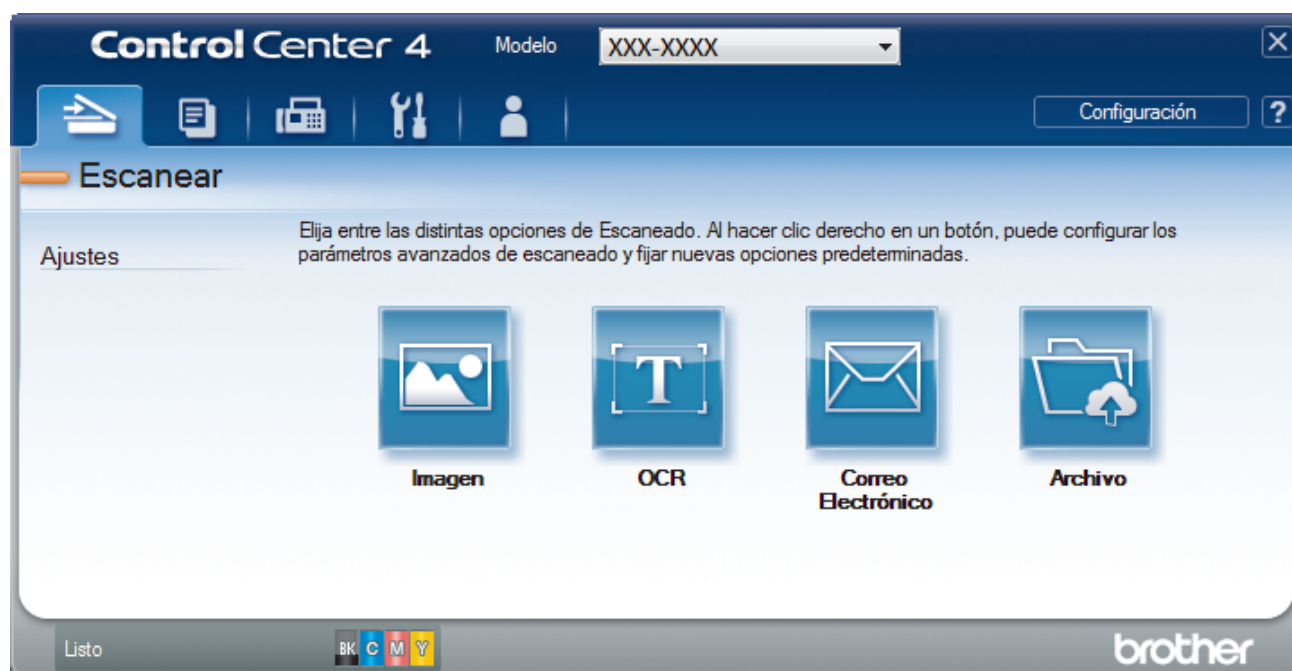 Control Center 4
Modelo
XXX-XXXX
Configuración
?
Escanear
Ajustes
Elija entre las distintas opciones de Escaneado. Al hacer clic derecho en un botón, puede configurar los
parámetros avanzados de escaneado y fijar nuevas opciones predeterminadas.
T
Imagen
OCR
Correo
Electrónico
Archivo
Listo
BK C M Y
brother